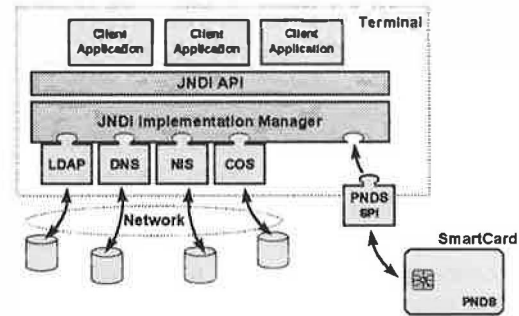 Terminal
Client
Application
Client
Application
Client
Application
JNDI API
JNDI Implementation Manager
LDAP
DNS
NIS
COS
PNDS
SPI
Network
SmartCard
PNDS